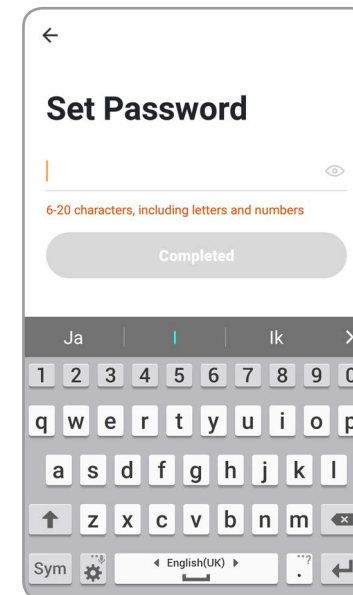 Set Password
6-20 characters, including letters and numbers
Completed
Ja I Ik
1 2 3 4 5 6 7 8 9 0
q w e r t y u i o p
a s d f g h j k l
z x c v b n m
Sym English(UK) . ?